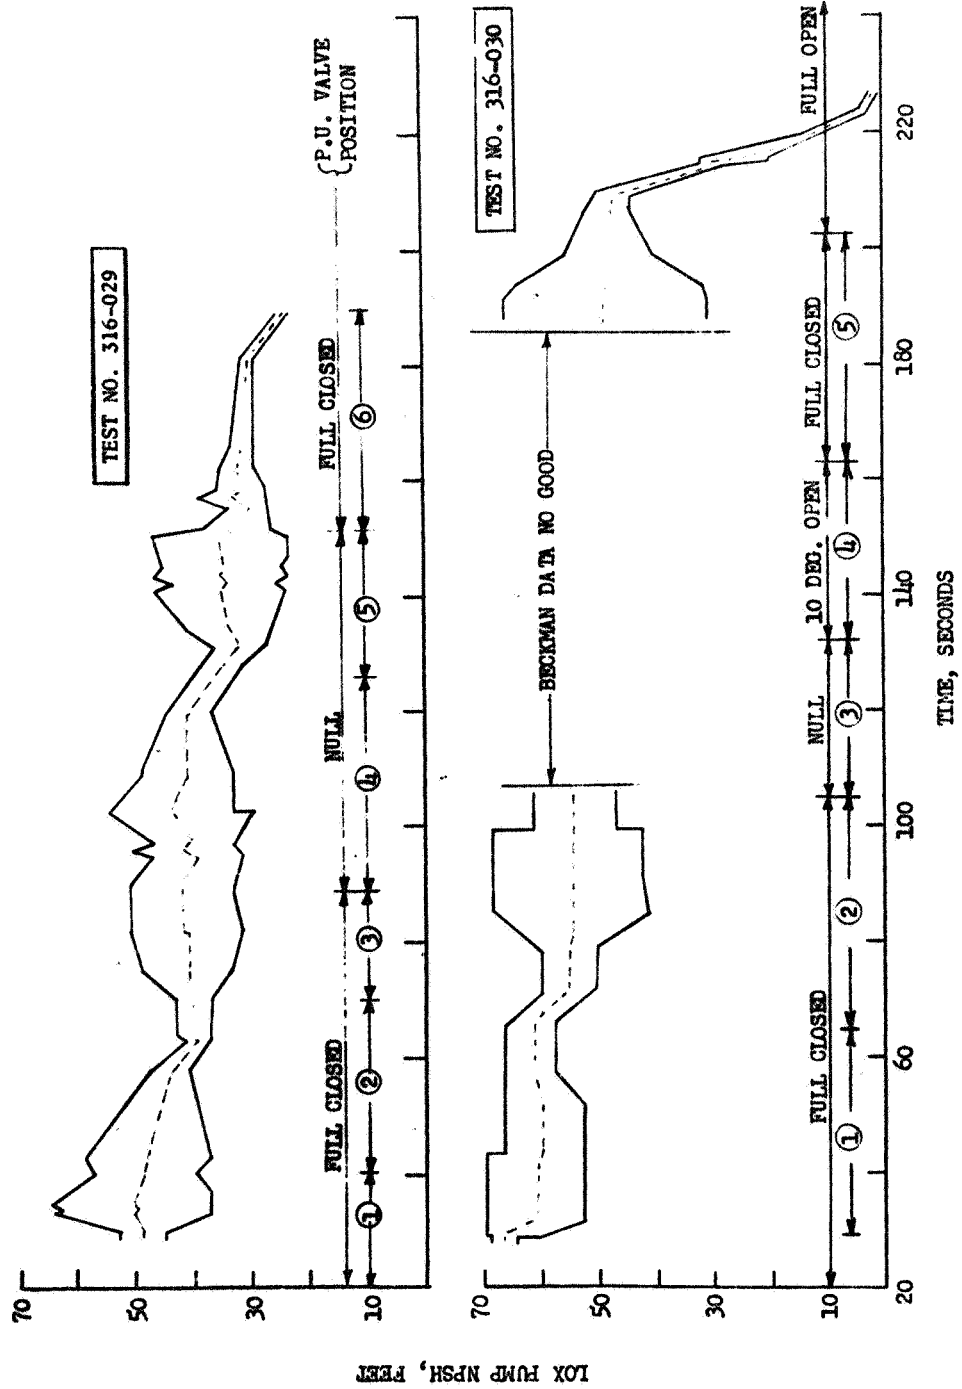 TEST NO. 316-029
70
50
30
10
P.U. VALVE
POSITION
FULL CLOSED
NULL
FULL CLOSED
1
2
3
4
5
6
LOX PUMP NPSH, FEET
TEST NO. 316-030
70
50
30
10
BECKMAN DATA NO GOOD
FULL CLOSED
NULL
10 DEG. OPEN
FULL CLOSED
FULL OPEN
1
2
3
4
5
20
60
100
140
180
220
TIME, SECONDS